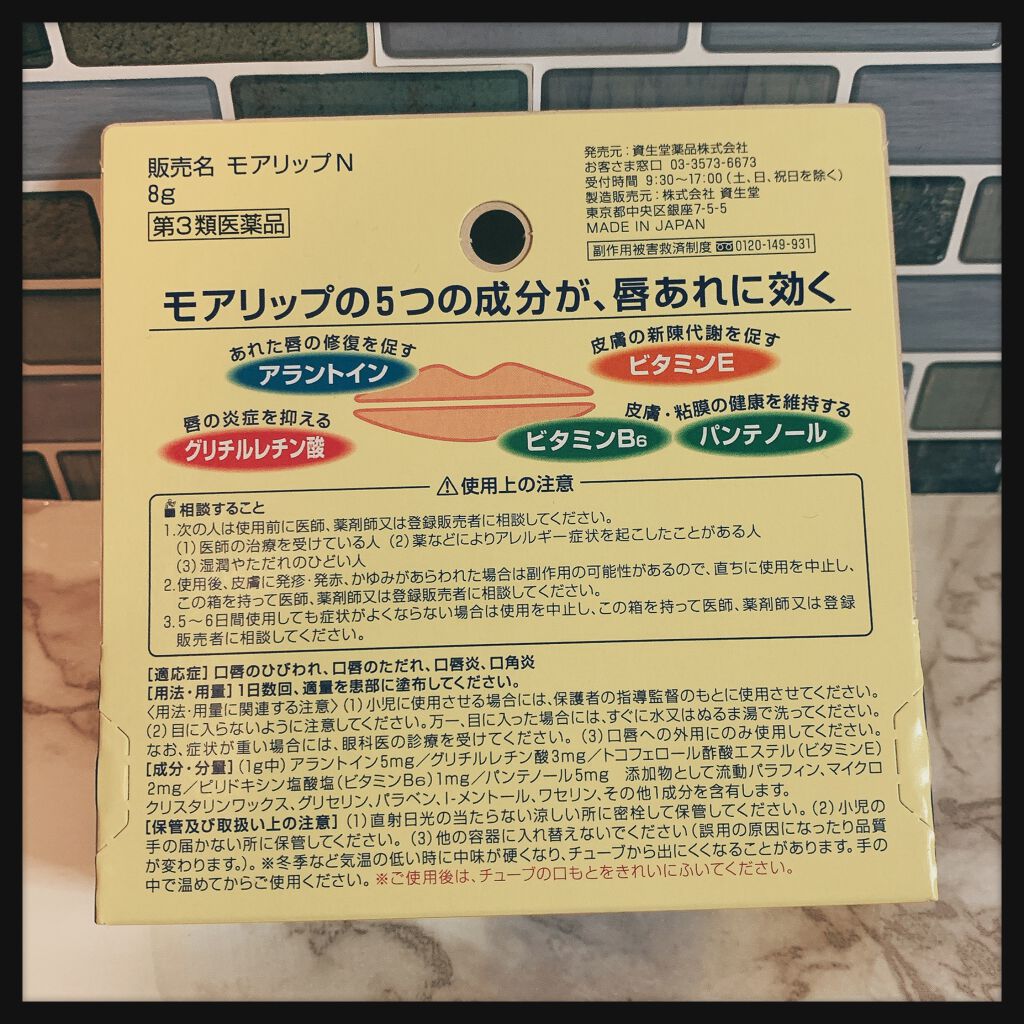 販売名 モアリップN
8g
第3類医薬品
発売元：資生堂薬品株式会社
お客さま窓口 03-3573-6673
受付時間 9:30～17:00（土、日、祝日を除く）
製造販売元：株式会社 資生堂
東京都中央区銀座7-5-5
MADE IN JAPAN
副作用被害救済制度 0120-149-931
モアリップの5つの成分が、唇あれに効く
あれた唇の修復を促す
アラントイン
皮膚の新陳代謝を促す
ビタミンE
唇の炎症を抑える
グリチルレチン酸
皮膚・粘膜の健康を維持する
ビタミンB6 パンテノール
⚠使用上の注意
相談すること
1.次の人は使用前に医師、薬剤師又は登録販売者に相談してください。
(1)医師の治療を受けている人 (2)薬などによりアレルギー症状を起こしたことがある人
(3)湿潤やただれのひどい人
2.使用後、皮膚に発疹・発赤、かゆみがあらわれた場合は副作用の可能性があるので、直ちに使用を中止し、
この箱を持って医師、薬剤師又は登録販売者に相談してください。
3.5～6日間使用しても症状がよくならない場合は使用を中止し、この箱を持って医師、薬剤師又は登録
販売者に相談してください。
[適応症] 口唇のひびわれ、口唇のただれ、口唇炎、口角炎
[用法・用量] 1日数回、適量を患部に塗布してください。
〈用法・用量に関連する注意〉(1)小児に使用させる場合には、保護者の指導監督のもとに使用させてください。
(2)目に入らないように注意してください。万一、目に入った場合には、すぐに水又はぬるま湯で洗ってください。
なお、症状が重い場合には、眼科医の診療を受けてください。(3)口唇への外用にのみ使用してください。
[成分・分量] (1g中) アラントイン5mg／グリチルレチン酸3mg／トコフェロール酢酸エステル(ビタミンE)
2mg／ピリドキシン塩酸塩(ビタミンB6)1mg／パンテノール5mg 添加物として流動パラフィン、マイクロ
クリスタリンワックス、グリセリン、パラベン、l-メントール、ワセリン、その他1成分を含有します。
[保管及び取扱い上の注意] (1)直射日光の当たらない涼しい所に密栓して保管してください。(2)小児の
手の届かない所に保管してください。(3)他の容器に入れ替えないでください(誤用の原因になったり品質
が変わります。)。※冬季など気温の低い時に中味が硬くなり、チューブから出にくくなることがあります。手の
中で温めてからご使用ください。※ご使用後は、チューブの口もとをきれいにふいてください。